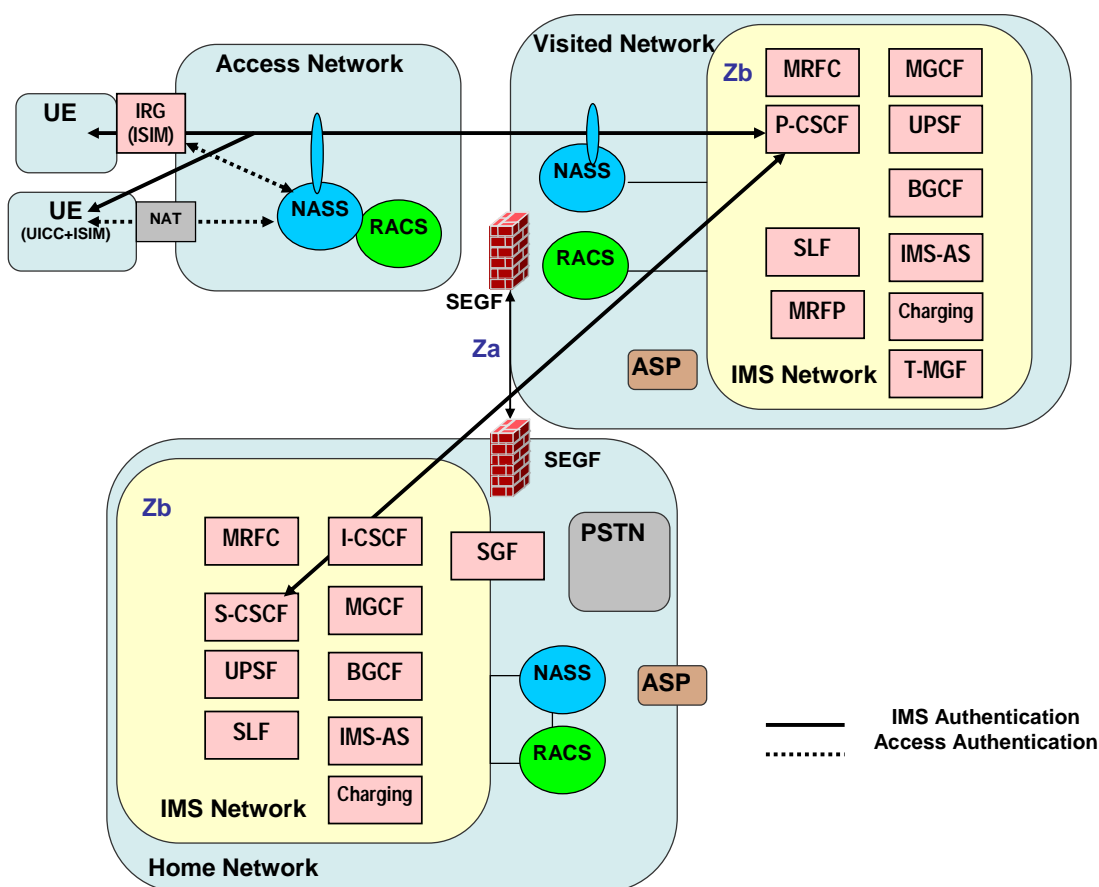 Access Network
UE
IRG
(ISIM)
NASS
RACS
UE
(UICC+ISIM)
NAT
Visited Network
Zb
MRFC
MGCF
P-CSCF
UPSF
NASS
BGCF
RACS
SLF
IMS-AS
MRFP
Charging
ASP
IMS Network
T-MGF
SEGF
Za
SEGF
Zb
MRFC
I-CSCF
SGF
PSTN
S-CSCF
MGCF
UPSF
BGCF
NASS
ASP
SLF
IMS-AS
RACS
Charging
IMS Network
Home Network
IMS Authentication
Access Authentication